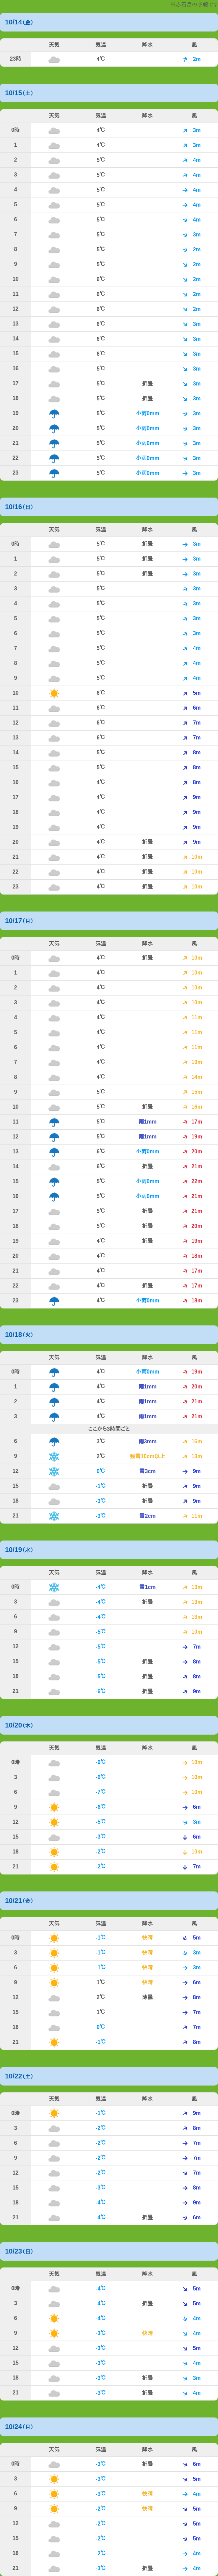 ※表示値の予報です
10/14(金)
天気 気温 降水 風
23時 4℃ 2m
10/15(土)
天気 気温 降水 風
0時 4℃ 3m
1 4℃ 3m
2 5℃ 4m
3 5℃ 4m
4 5℃ 4m
5 5℃ 4m
6 5℃ 4m
7 5℃ 3m
8 5℃ 2m
9 5℃ 2m
10 6℃ 2m
11 6℃ 2m
12 6℃ 2m
13 6℃ 3m
14 6℃ 3m
15 6℃ 3m
16 5℃ 3m
17 5℃ 折畳 3m
18 5℃ 折畳 3m
19 5℃ 小雨0mm 3m
20 5℃ 小雨0mm 3m
21 5℃ 小雨0mm 3m
22 5℃ 小雨0mm 3m
23 5℃ 小雨0mm 3m
10/16(日)
天気 気温 降水 風
0時 5℃ 折畳 3m
1 5℃ 折畳 3m
2 5℃ 折畳 3m
3 5℃ 3m
4 5℃ 3m
5 5℃ 3m
6 5℃ 3m
7 5℃ 4m
8 5℃ 4m
9 5℃ 4m
10 6℃ 5m
11 6℃ 6m
12 6℃ 7m
13 6℃ 7m
14 5℃ 8m
15 5℃ 8m
16 4℃ 8m
17 4℃ 9m
18 4℃ 9m
19 4℃ 9m
20 4℃ 折畳 9m
21 4℃ 折畳 10m
22 4℃ 折畳 10m
23 4℃ 折畳 10m
10/17(月)
天気 気温 降水 風
0時 4℃ 折畳 10m
1 4℃ 10m
2 4℃ 10m
3 4℃ 10m
4 4℃ 11m
5 4℃ 11m
6 4℃ 12m
7 4℃ 13m
8 4℃ 14m
9 5℃ 15m
10 5℃ 折畳 16m
11 5℃ 雨1mm 17m
12 5℃ 雨1mm 19m
13 6℃ 小雨0mm 20m
14 6℃ 折畳 21m
15 5℃ 小雨0mm 22m
16 5℃ 小雨0mm 21m
17 5℃ 折畳 21m
18 5℃ 折畳 20m
19 4℃ 折畳 19m
20 4℃ 18m
21 4℃ 17m
22 4℃ 折畳 17m
23 4℃ 小雨0mm 18m
10/18(火)
天気 気温 降水 風
0時 4℃ 小雨0mm 19m
1 4℃ 雨1mm 20m
2 4℃ 雨1mm 21m
3 4℃ 雨1mm 21m
ここから3時間ごと
6 3℃ 雨3mm 16m
9 2℃ 強雪10cm以上 13m
12 0℃ 雪3cm 9m
15 -1℃ 折畳 9m
18 -3℃ 折畳 9m
21 -3℃ 雪2cm 11m
10/19(水)
天気 気温 降水 風
0時 -4℃ 雪1cm 13m
3 -4℃ 折畳 13m
6 -4℃ 13m
9 -5℃ 10m
12 -5℃ 7m
15 -5℃ 折畳 8m
18 -5℃ 折畳 8m
21 -6℃ 折畳 9m
10/20(木)
天気 気温 降水 風
0時 -6℃ 10m
3 -6℃ 10m
6 -7℃ 10m
9 -6℃ 6m
12 -5℃ 3m
15 -3℃ 6m
18 -2℃ 10m
21 -2℃ 7m
10/21(金)
天気 気温 降水 風
0時 -1℃ 快晴 5m
3 -1℃ 快晴 3m
6 -1℃ 快晴 3m
9 1℃ 快晴 6m
12 2℃ 薄曇 8m
15 1℃ 7m
18 0℃ 7m
21 -1℃ 8m
10/22(土)
天気 気温 降水 風
0時 -1℃ 9m
3 -2℃ 8m
6 -2℃ 7m
9 -2℃ 7m
12 -2℃ 7m
15 -3℃ 8m
18 -4℃ 9m
21 -4℃ 折畳 6m
10/23(日)
天気 気温 降水 風
0時 -4℃ 5m
3 -4℃ 折畳 5m
6 -4℃ 4m
9 -3℃ 快晴 4m
12 -3℃ 5m
15 -3℃ 4m
18 -3℃ 折畳 3m
21 -3℃ 折畳 4m
10/24(月)
天気 気温 降水 風
0時 -3℃ 折畳 6m
3 -3℃ 5m
6 -3℃ 快晴 4m
9 -2℃ 快晴 5m
12 -2℃ 5m
15 -2℃ 5m
18 -2℃ 4m
21 -3℃ 折畳 4m